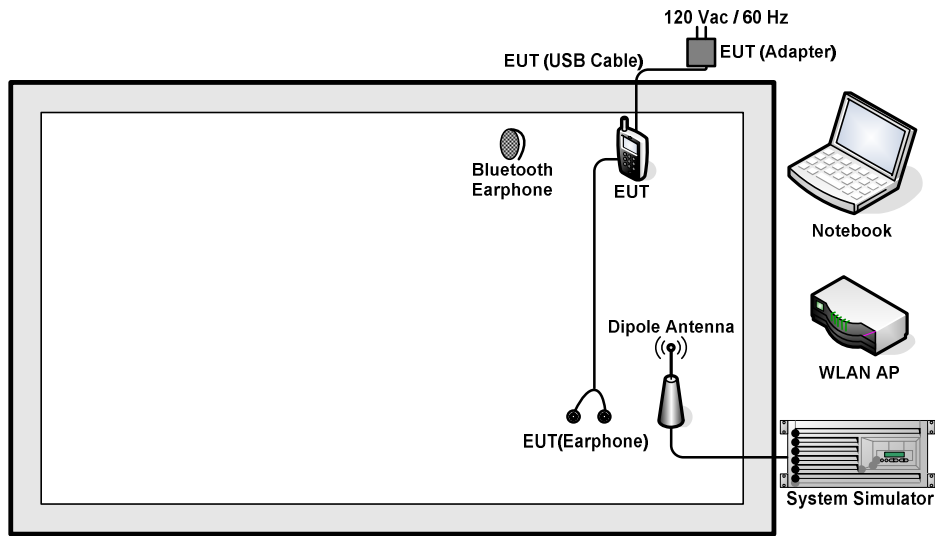 120 Vac / 60 Hz
EUT (Adapter)
EUT (USB Cable)
Bluetooth
Earphone
EUT
Notebook
Dipole Antenna
WLAN AP
EUT(Earphone)
System Simulator